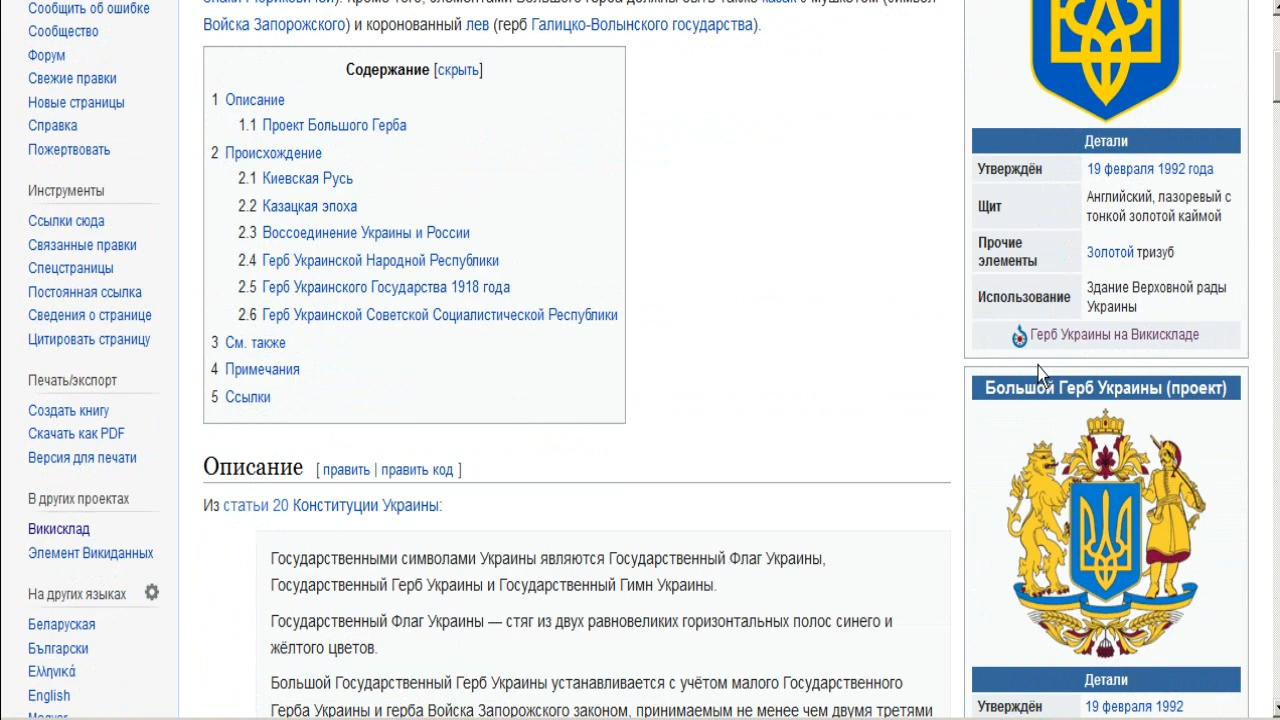 Сообщить об ошибке
Сообщество
Форум
Свежие правки
Новые страницы
Справка
Пожертвовать
Инструменты
Ссылки сюда
Связанные правки
Спецстраницы
Постоянная ссылка
Сведения о странице
Цитировать страницу
Печать/экспорт
Создать книгу
Скачать как PDF
Версия для печати
В других проектах
Викисклад
Элемент Викиданных
На других языках
Беларуская
Български
Ελληνικά
English
Magyar
Войска Запорожского) и коронованный лев (герб Галицко-Волынского государства).
Содержание [скрыть]
1 Описание
1.1 Проект Большого Герба
2 Происхождение
2.1 Киевская Русь
2.2 Казацкая эпоха
2.3 Воссоединение Украины и России
2.4 Герб Украинской Народной Республики
2.5 Герб Украинского Государства 1918 года
2.6 Герб Украинской Советской Социалистической Республики
3 См. также
4 Примечания
5 Ссылки
Описание [ править | править код ]
Из статьи 20 Конституции Украины:
Государственными символами Украины являются Государственный Флаг Украины,
Государственный Герб Украины и Государственный Гимн Украины.
Государственный Флаг Украины — стяг из двух равновеликих горизонтальных полос синего и
жёлтого цветов.
Большой Государственный Герб Украины устанавливается с учётом малого Государственного
Герба Украины и герба Войска Запорожского законом, принимаемым не менее чем двумя третями
Детали
Утверждён 19 февраля 1992 года
Щит Английский, лазоревый с
тонкой золотой каймой
Прочие
элементы Золотой тризуб
Использование Здание Верховной рады
Украины
Герб Украины на Викискладе
Большой Герб Украины (проект)
Детали
Утверждён 19 февраля 1992